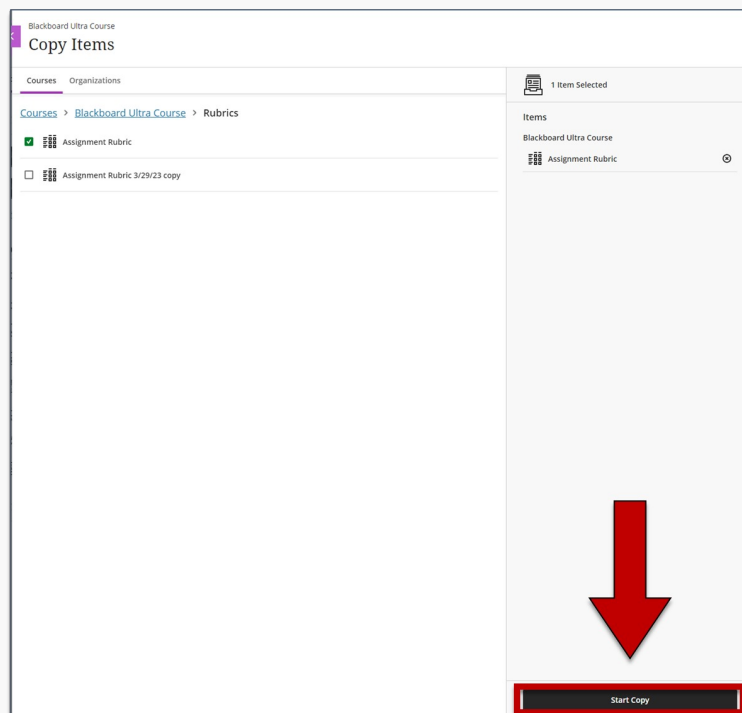 Blackboard Ultra Course
Copy Items
Courses Organizations
Courses > Blackboard Ultra Course > Rubrics
Assignment Rubric
Assignment Rubric 3/29/23 copy
1 Item Selected
Items
Blackboard Ultra Course
Assignment Rubric
Start Copy